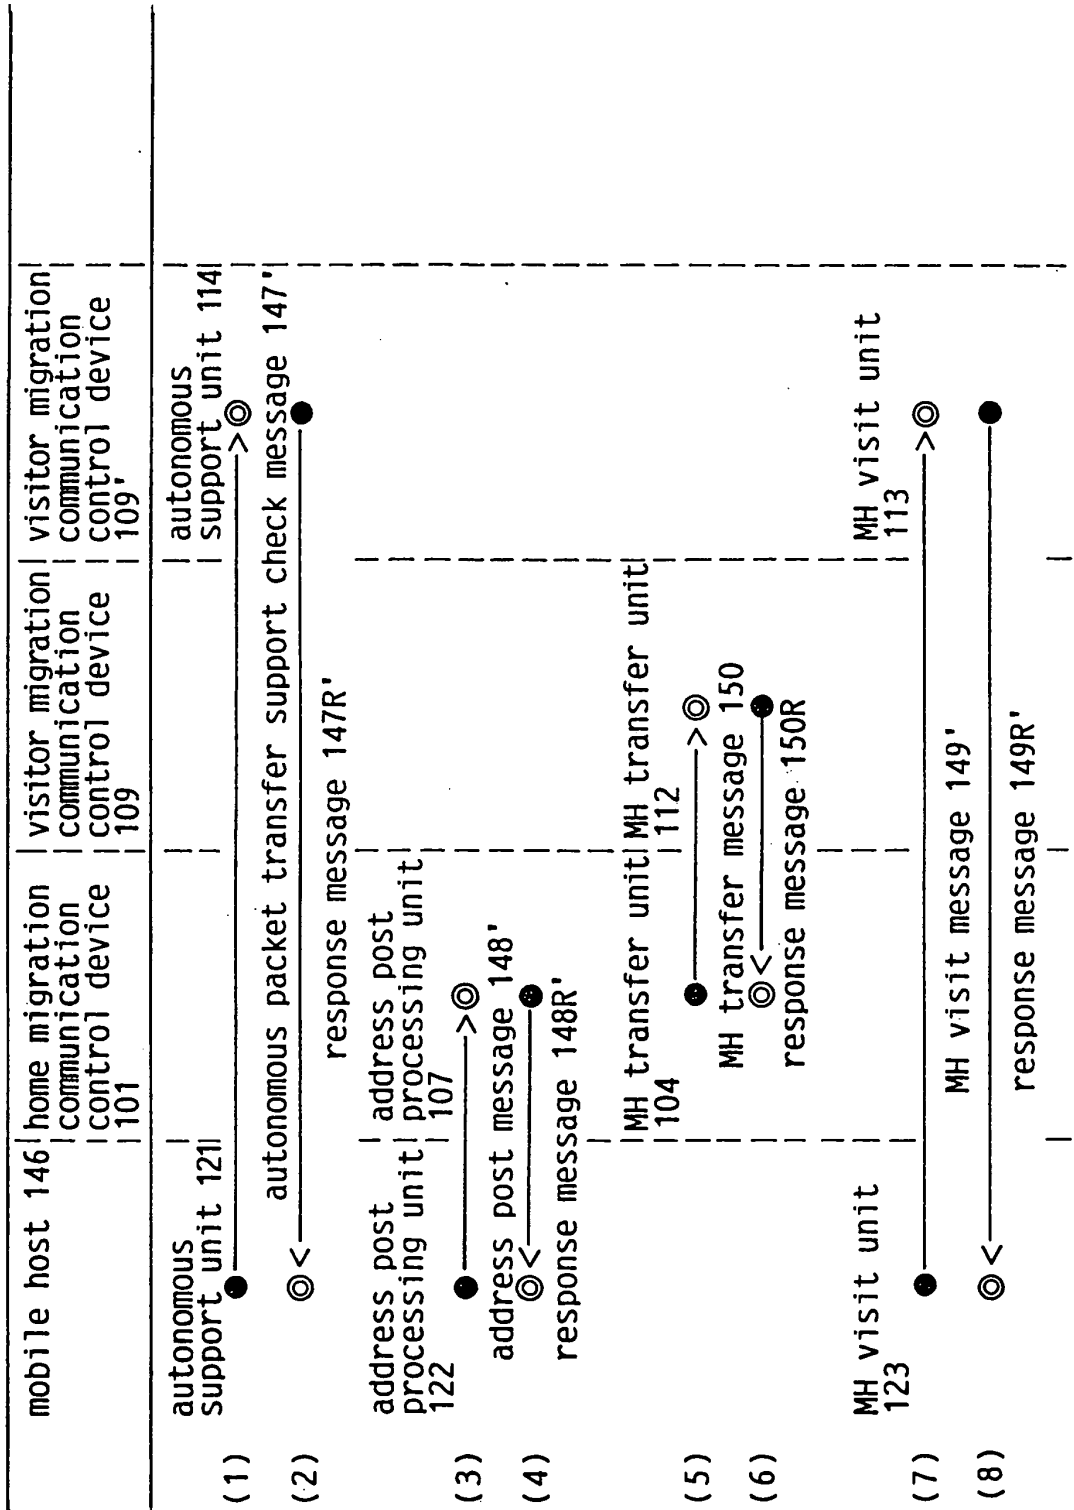 mobile host 146
home migration
communication
control device
101
visitor migration
communication
control device
109
visitor migration
communication
control device
109'
autonomous
support unit 121
autonomous
support unit 114
(1)
autonomous packet transfer support check message 147'
(2)
response message 147R'
address post
processing unit
122
address post
processing unit
107
(3)
address post message 148'
(4)
response message 148R'
MH transfer unit
104
MH transfer unit
112
(5)
MH transfer message 150
(6)
response message 150R
MH visit unit
123
MH visit unit
113
(7)
MH visit message 149'
(8)
response message 149R'